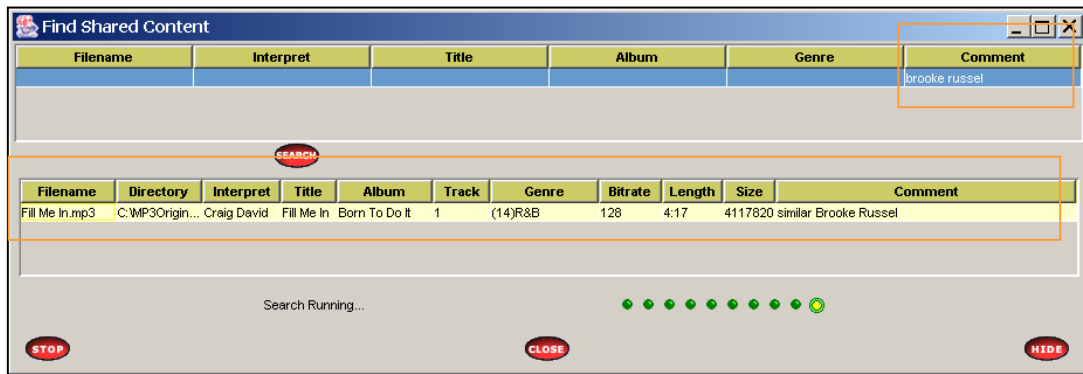 Find Shared Content
Filename Interpret Title Album Genre Comment
brooke russel
SEARCH
Filename Directory Interpret Title Album Track Genre Bitrate Length Size Comment
Fill Me In.mp3 C:\MP3Origin... Craig David Fill Me In Born To Do It 1 (14)R&B 128 4:17 4117820 similar Brooke Russel
Search Running...
STOP CLOSE HIDE